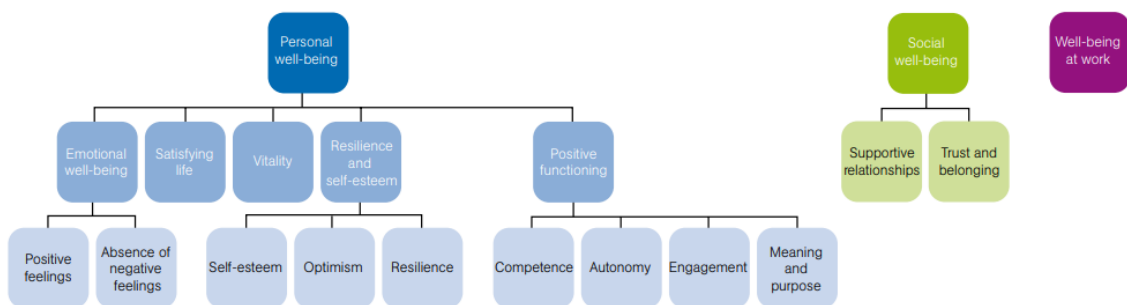 Personal
well-being
Social
well-being
Well-being
at work
Emotional
well-being
Satisfying
life
Vitality
Resilience
and
self-esteem
Positive
functioning
Supportive
relationships
Trust and
belonging
Positive
feelings
Absence of
negative
feelings
Self-esteem
Optimism
Resilience
Competence
Autonomy
Engagement
Meaning
and
purpose